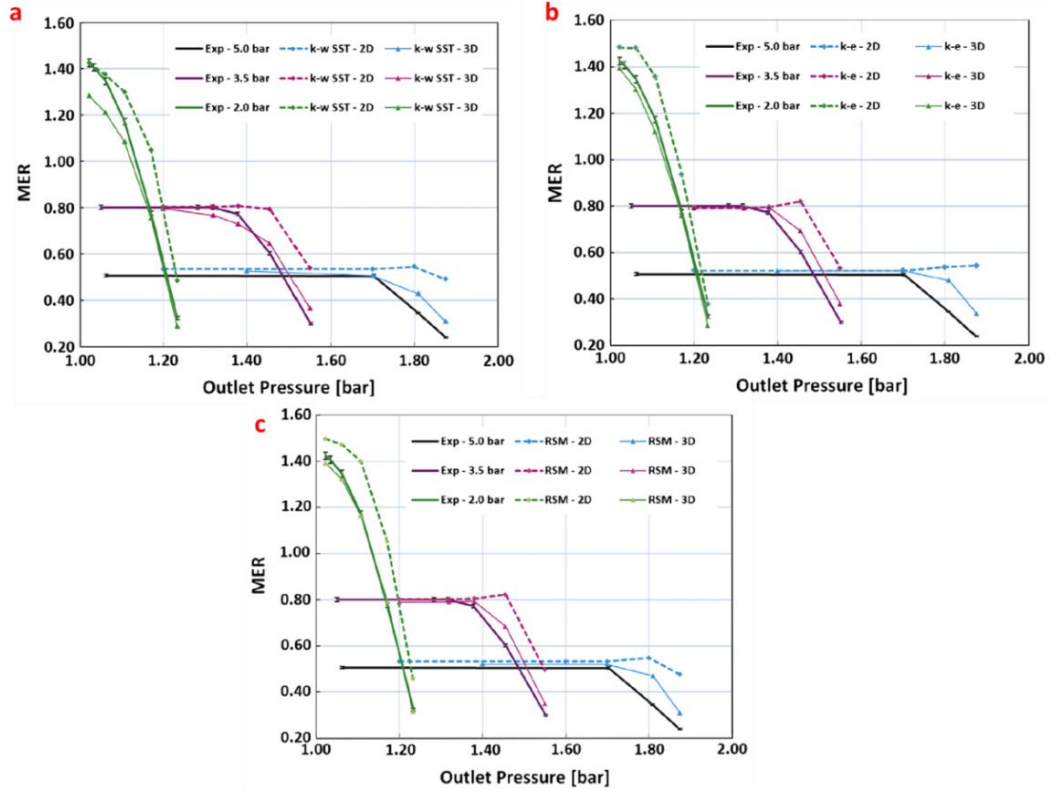 a
1.60
1.40
1.20
1.00
0.80
0.60
0.40
0.20
MER
Exp - 5.0 bar
k-w SST - 2D
k-w SST - 3D
Exp - 3.5 bar
k-w SST - 2D
k-w SST - 3D
Exp - 2.0 bar
k-w SST - 2D
k-w SST - 3D
1.00 1.20 1.40 1.60 1.80 2.00
Outlet Pressure [bar]
b
1.60
1.40
1.20
1.00
0.80
0.60
0.40
0.20
MER
Exp - 5.0 bar
k-e - 2D
k-e - 3D
Exp - 3.5 bar
k-e - 2D
k-e - 3D
Exp - 2.0 bar
k-e - 2D
k-e - 3D
1.00 1.20 1.40 1.60 1.80 2.00
Outlet Pressure [bar]
c
1.60
1.40
1.20
1.00
0.80
0.60
0.40
0.20
MER
Exp - 5.0 bar
RSM - 2D
RSM - 3D
Exp - 3.5 bar
RSM - 2D
RSM - 3D
Exp - 2.0 bar
RSM - 2D
RSM - 3D
1.00 1.20 1.40 1.60 1.80 2.00
Outlet Pressure [bar]